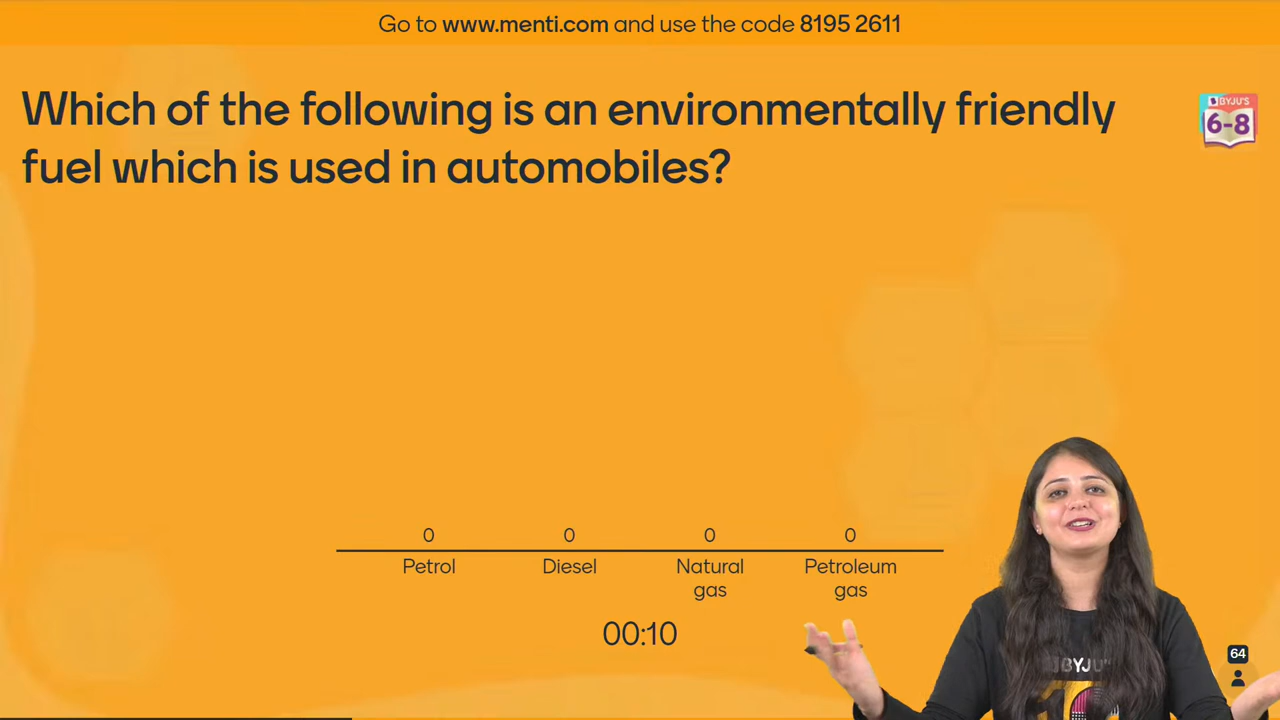 Go to www.menti.com and use the code 8195 2611
Which of the following is an environmentally friendly
fuel which is used in automobiles?
BYJU'S
6-8
0 0 0 0
Petrol Diesel Natural gas Petroleum gas
00:10
64
BYJU'S
10